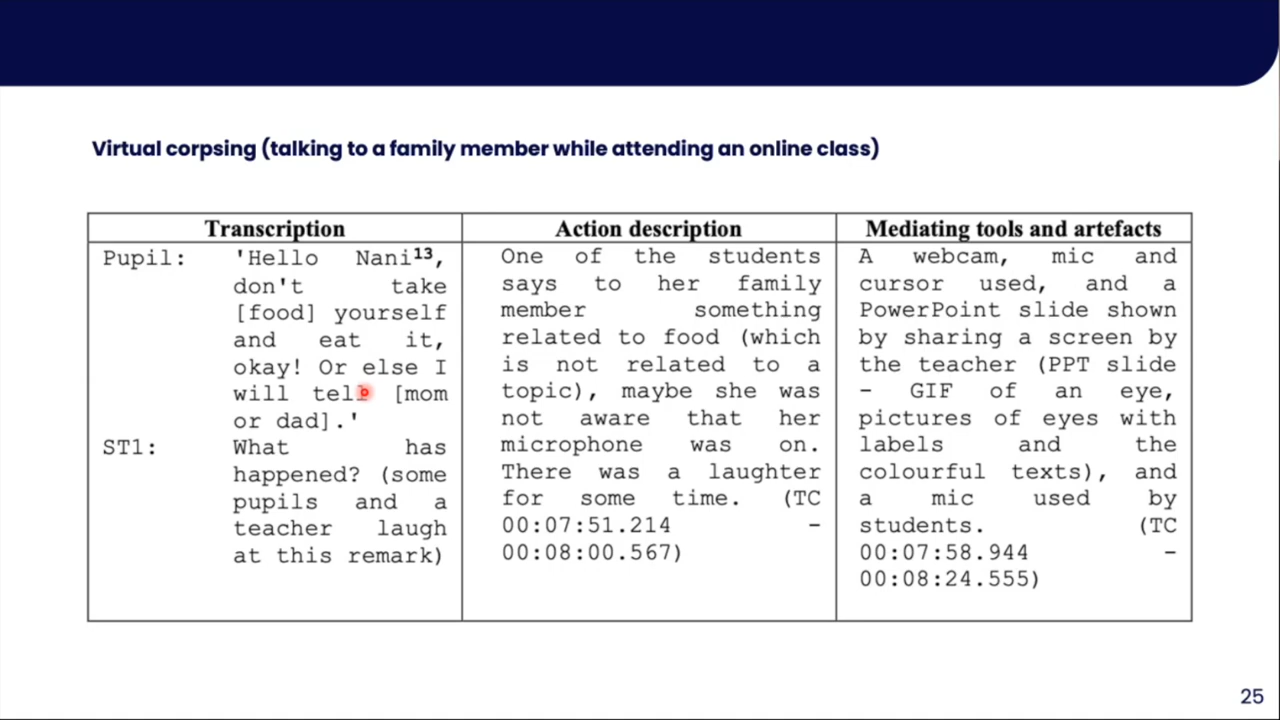 Virtual corpsing (talking to a family member while attending an online class)
Transcription
Pupil: 'Hello Nani¹³,
don't take
[food] yourself
and eat it,
okay! Or else I
will tell [mom
or dad].'
ST1: What has
happened? (some
pupils and a
teacher laugh
at this remark)
Action description
One of the students
says to her family
member something
related to food (which
is not related to a
topic), maybe she was
not aware that her
microphone was on.
There was a laughter
for some time. (TC
00:07:51.214 -
00:08:00.567)
Mediating tools and artefacts
A webcam, mic and
cursor used, and a
PowerPoint slide shown
by sharing a screen by
the teacher (PPT slide
- GIF of an eye,
pictures of eyes with
labels and the
colourful texts), and
a mic used by
students. (TC
00:07:58.944 -
00:08:24.555)
25